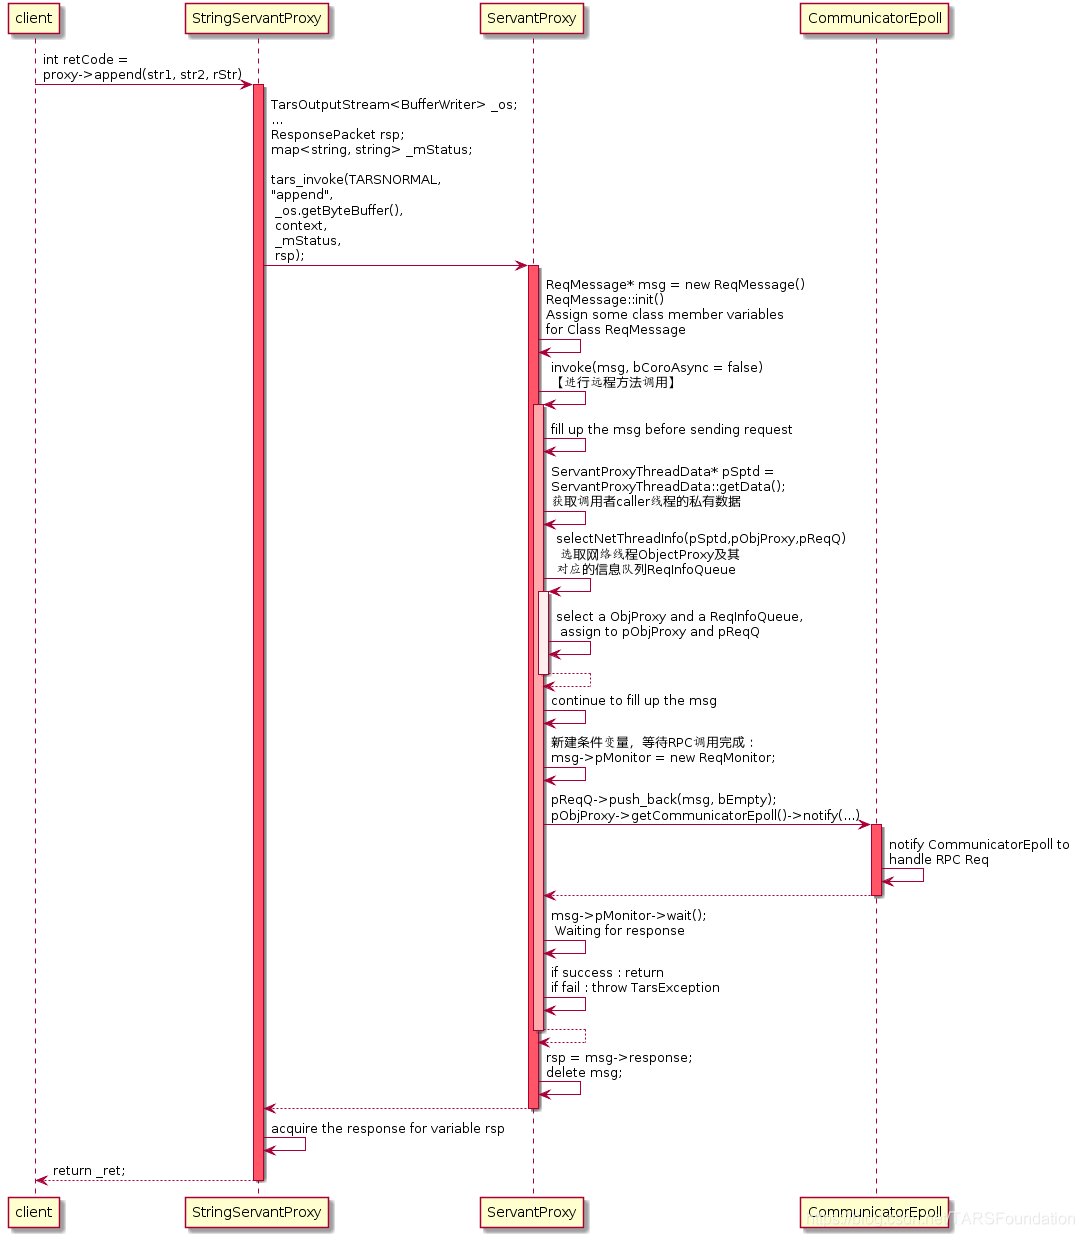 client
StringServantProxy
ServantProxy
CommunicatorEpoll
int retCode =
proxy->append(str1, str2, rStr)
TarsOutputStream<BufferWriter> _os;
...
ResponsePacket rsp;
map<string, string> _mStatus;
tars_invoke(TARSNORMAL,
"append",
_os.getByteBuffer(),
context,
_mStatus,
rsp);
ReqMessage* msg = new ReqMessage()
ReqMessage::init()
Assign some class member variables
for Class ReqMessage
invoke(msg, bCoroAsync = false)
【进行远程方法调用】
fill up the msg before sending request
ServantProxyThreadData* pSptd =
ServantProxyThreadData::getData();
获取调用者caller线程的私有数据
selectNetThreadInfo(pSptd,pObjProxy,pReqQ)
选取网络线程ObjectProxy及其
对应的信息队列ReqInfoQueue
select a ObjProxy and a ReqInfoQueue,
assign to pObjProxy and pReqQ
continue to fill up the msg
新建条件变量，等待RPC调用完成：
msg->pMonitor = new ReqMonitor;
pReqQ->push_back(msg, bEmpty);
pObjProxy->getCommunicatorEpoll()->notify(...)
notify CommunicatorEpoll to
handle RPC Req
msg->pMonitor->wait();
Waiting for response
if success : return
if fail : throw TarsException
rsp = msg->response;
delete msg;
acquire the response for variable rsp
return _ret;
client
StringServantProxy
ServantProxy
CommunicatorEpoll
https://blog.csdn.net/TARSFoundation